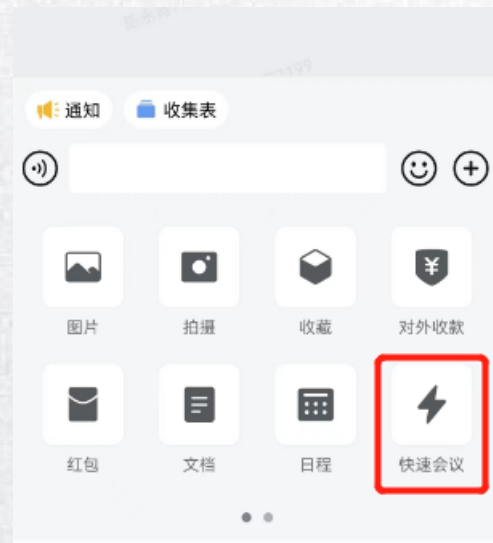 通知 收集表
图片 拍摄 收藏 对外收款
红包 文档 日程 快速会议